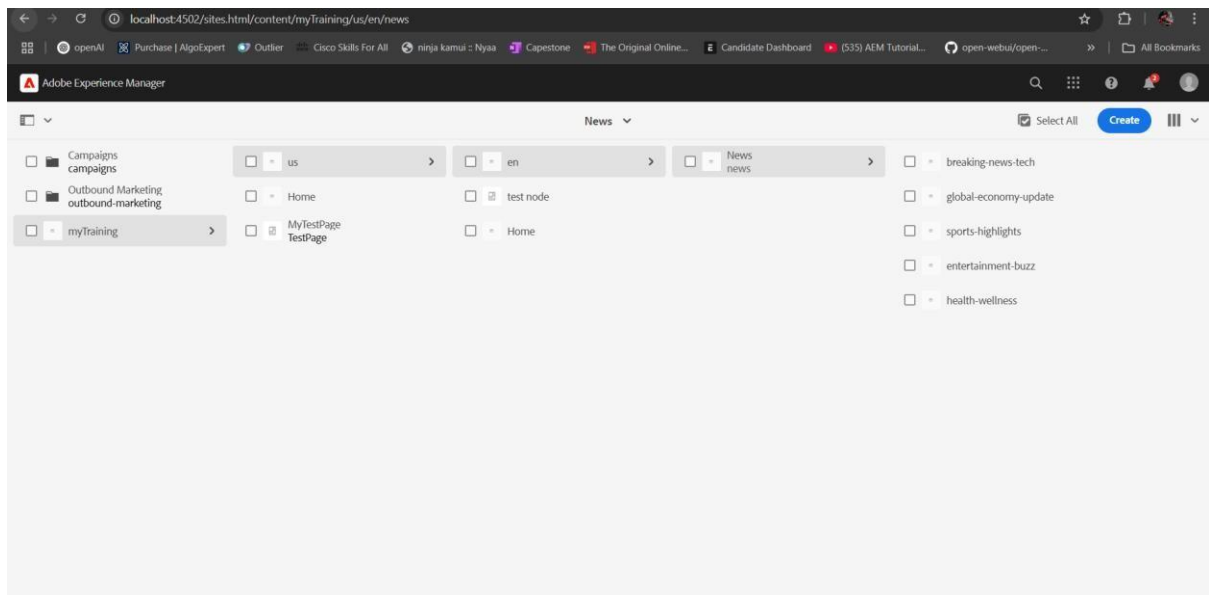 localhost:4502/sites.html/content/myTraining/us/en/news
openAI Purchase | AlgoExpert Outlier Cisco Skills For All ninja kamui :: Nyaa Capestone The Original Online... Candidate Dashboard (535) AEM Tutorial... open-webui/open-... » All Bookmarks
Adobe Experience Manager
News Select All Create
Campaigns
campaigns
Outbound Marketing
outbound-marketing
myTraining
us
Home
MyTestPage
TestPage
en
test node
Home
News
news
breaking-news-tech
global-economy-update
sports-highlights
entertainment-buzz
health-wellness